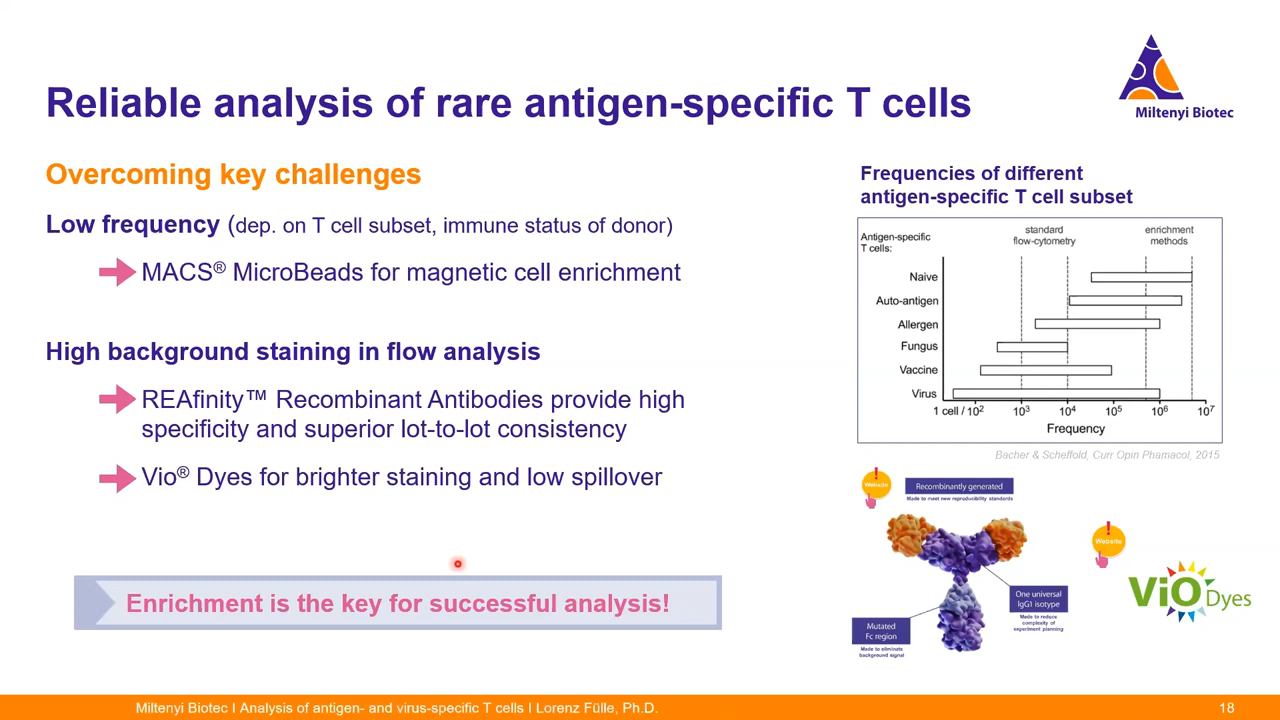 Reliable analysis of rare antigen-specific T cells
Miltenyi Biotec
Overcoming key challenges
Low frequency (dep. on T cell subset, immune status of donor)
MACS® MicroBeads for magnetic cell enrichment
High background staining in flow analysis
REAfinity™ Recombinant Antibodies provide high
specificity and superior lot-to-lot consistency
Vio® Dyes for brighter staining and low spillover
Enrichment is the key for successful analysis!
Frequencies of different
antigen-specific T cell subset
Antigen-specific
T cells:
standard
flow-cytometry
enrichment
methods
Naive
Auto-antigen
Allergen
Fungus
Vaccine
Virus
1 cell / 10² 10³ 10⁴ 10⁵ 10⁶ 10⁷
Frequency
Bacher & Scheffold, Curr Opin Phamacol, 2015
! Website
Recombinantly generated
Made to meet new reproducibility standards
! Website
One universal
IgG1 isotype
Made to reduce
complexity of
experiment planning
Mutated
Fc region
Made to eliminate
background signal
ViO Dyes
Miltenyi Biotec I Analysis of antigen- and virus-specific T cells I Lorenz Fülle, Ph.D.
18